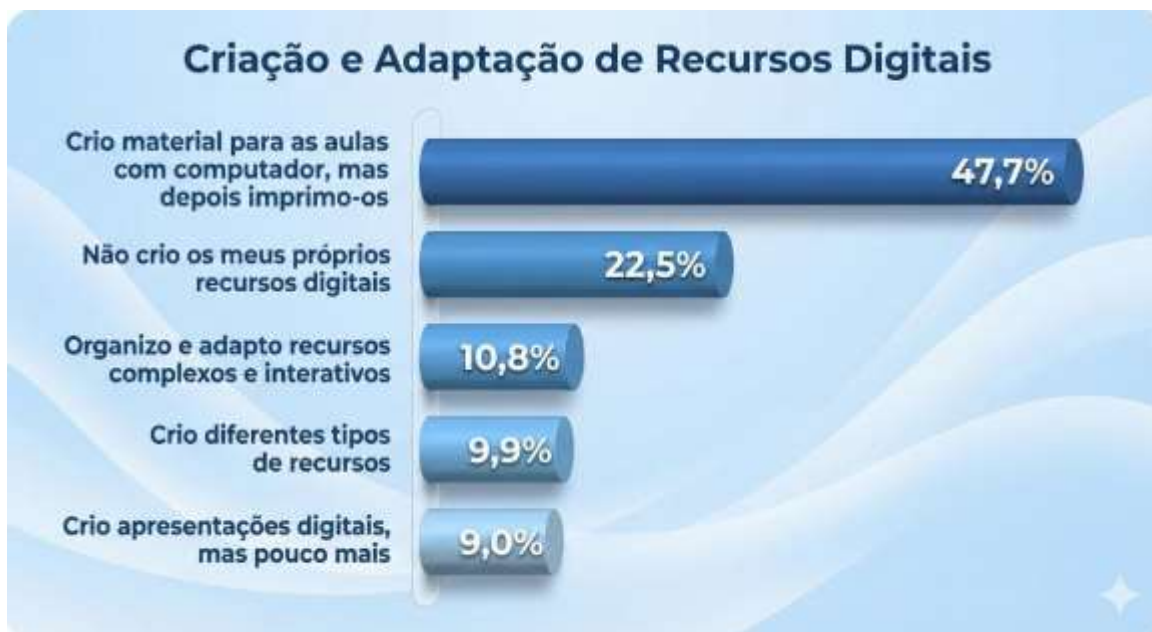 Criação e Adaptação de Recursos Digitais
Crio material para as aulas
com computador, mas
depois imprimo-os
47,7%
Não crio os meus próprios
recursos digitais
22,5%
Organizo e adapto recursos
complexos e interativos
10,8%
Crio diferentes tipos
de recursos
9,9%
Crio apresentações digitais,
mas pouco mais
9,0%